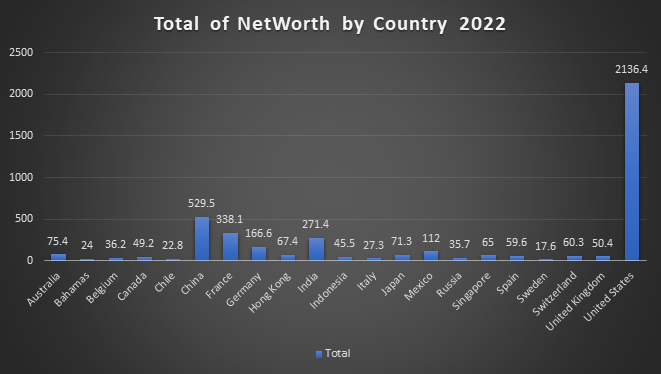 Total of NetWorth by Country 2022
2500
2000
1500
1000
500
0
75.4
24
36.2
49.2
22.8
529.5
338.1
166.6
67.4
271.4
45.5
27.3
71.3
112
35.7
65
59.6
17.6
60.3
50.4
2136.4
Australia
Bahamas
Belgium
Canada
Chile
China
France
Germany
Hong Kong
India
Indonesia
Italy
Japan
Mexico
Russia
Singapore
Spain
Sweden
Switzerland
United Kingdom
United States
Total